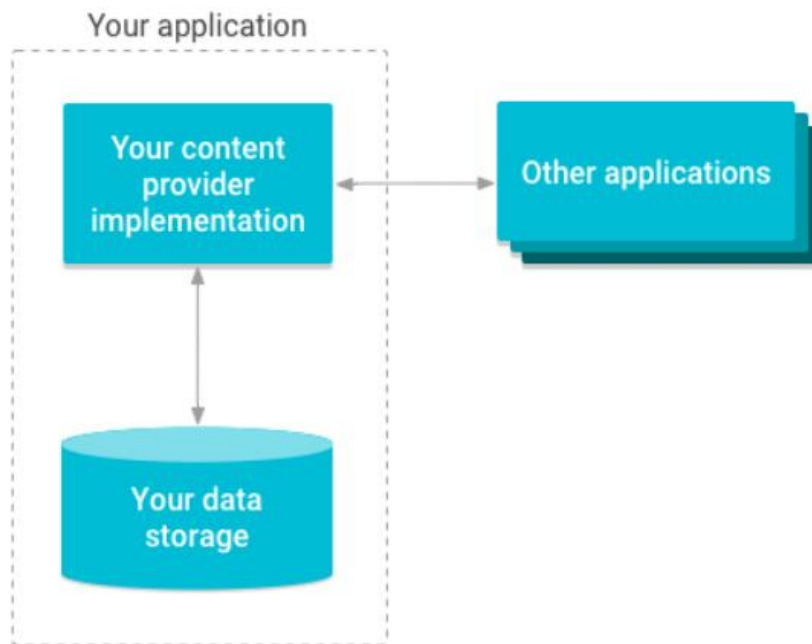 Your application
Your content
provider
implementation
Other applications
Your data
storage